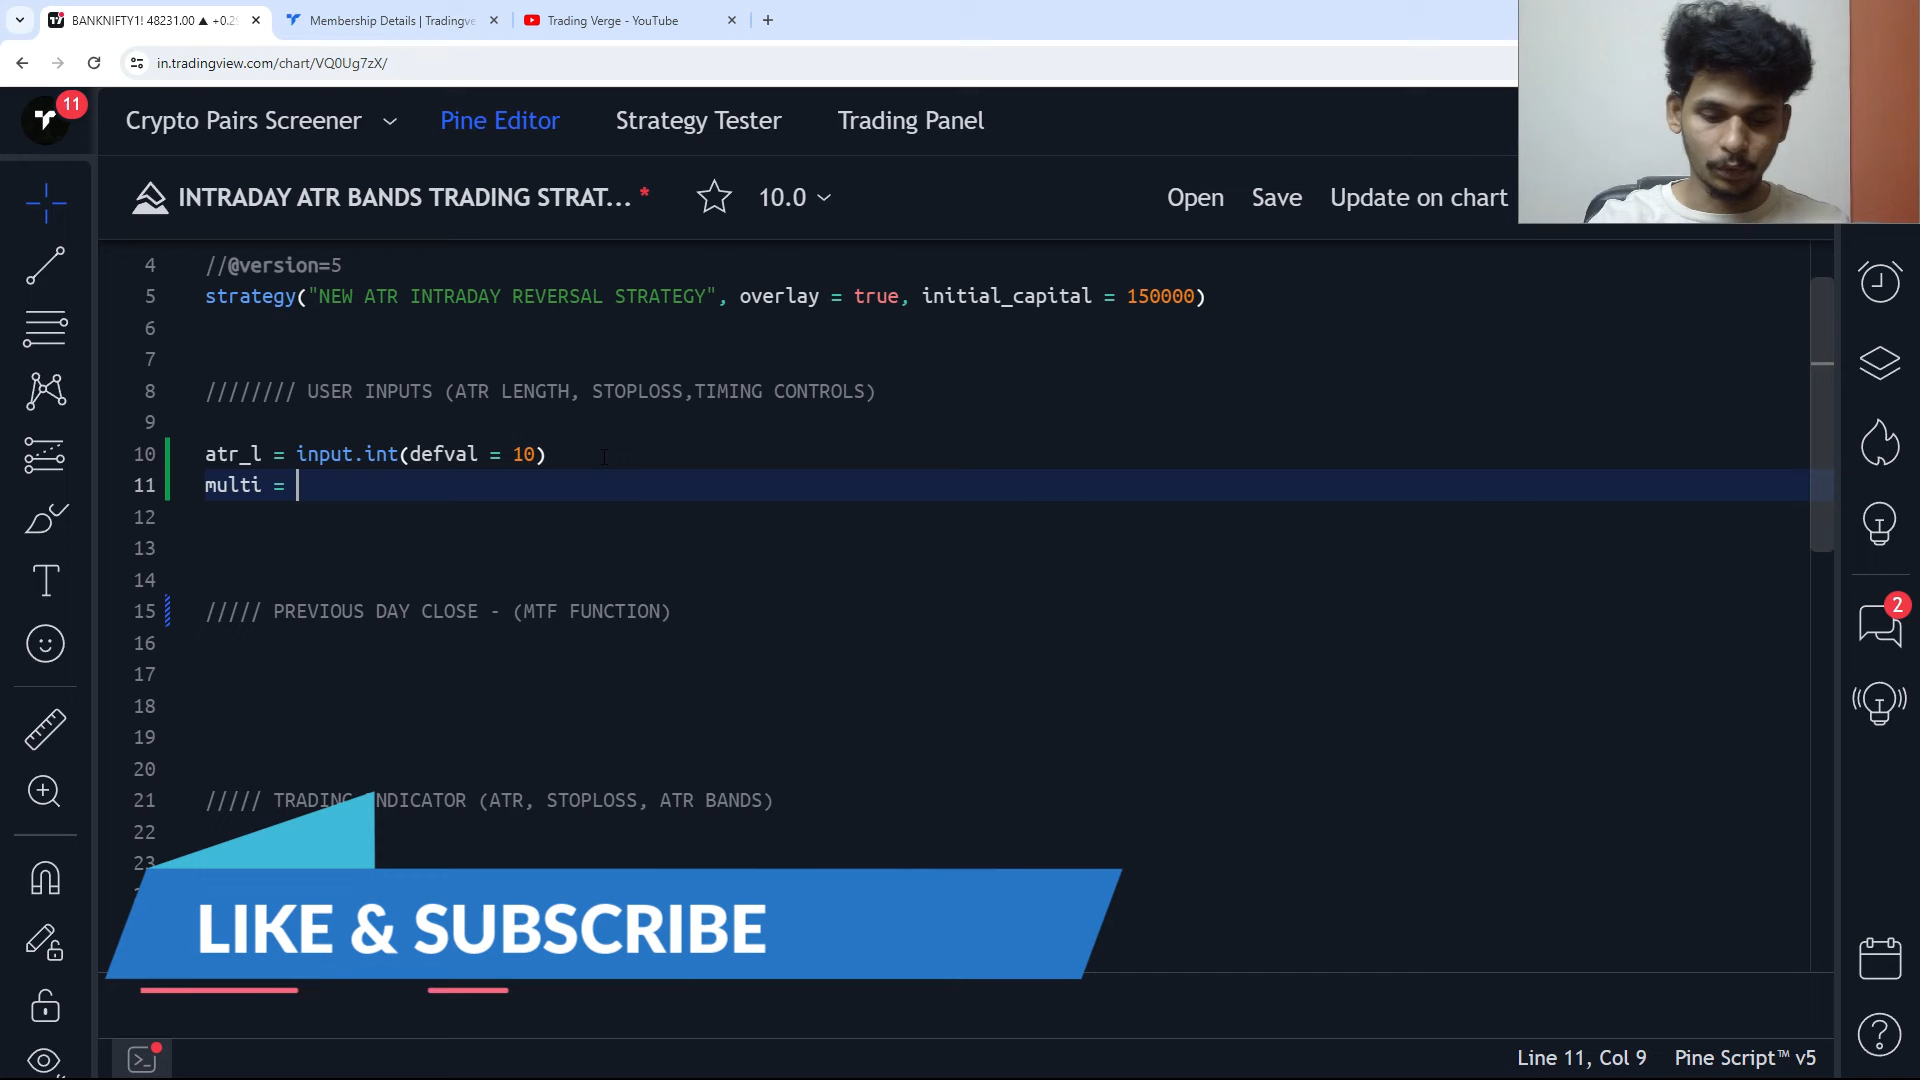 BANKNIFTY1! 48231.00 ▲ +0.29
Membership Details | Tradingve
Trading Verge - YouTube
in.tradingview.com/chart/VQ0Ug7zX/
11
Crypto Pairs Screener
Pine Editor
Strategy Tester
Trading Panel
INTRADAY ATR BANDS TRADING STRAT... *
10.0
Open
Save
Update on chart
4 //@version=5
5 strategy("NEW ATR INTRADAY REVERSAL STRATEGY", overlay = true, initial_capital = 150000)
6
7
8 //////// USER INPUTS (ATR LENGTH, STOPLOSS,TIMING CONTROLS)
9
10 atr_l = input.int(defval = 10)
11 multi =
12
13
14
15 ///// PREVIOUS DAY CLOSE - (MTF FUNCTION)
16
17
18
19
20
21 ///// TRADING INDICATOR (ATR, STOPLOSS, ATR BANDS)
22
23
2
LIKE & SUBSCRIBE
Line 11, Col 9
Pine Script™ v5